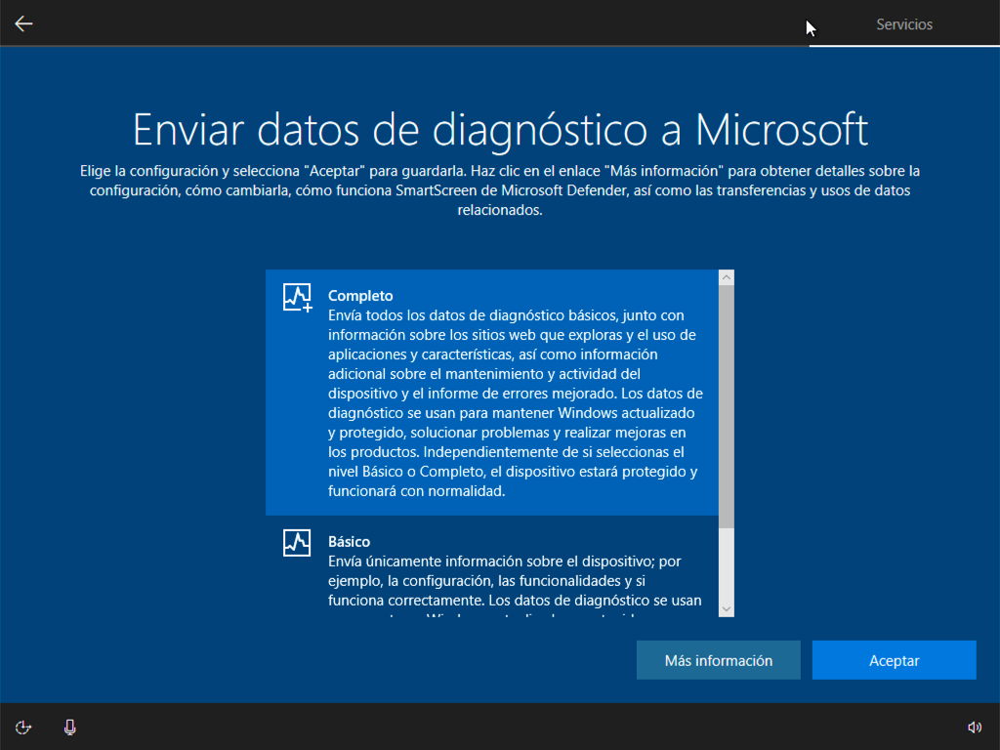 Servicios
Enviar datos de diagnóstico a Microsoft
Elige la configuración y selecciona "Aceptar" para guardarla. Haz clic en el enlace "Más información" para obtener detalles sobre la
configuración, cómo cambiarla, cómo funciona SmartScreen de Microsoft Defender, así como las transferencias y usos de datos
relacionados.
Completo
Envía todos los datos de diagnóstico básicos, junto con
información sobre los sitios web que exploras y el uso de
aplicaciones y características, así como información
adicional sobre el mantenimiento y actividad del
dispositivo y el informe de errores mejorado. Los datos de
diagnóstico se usan para mantener Windows actualizado
y protegido, solucionar problemas y realizar mejoras en
los productos. Independientemente de si seleccionas el
nivel Básico o Completo, el dispositivo estará protegido y
funcionará con normalidad.
Básico
Envía únicamente información sobre el dispositivo; por
ejemplo, la configuración, las funcionalidades y si
funciona correctamente. Los datos de diagnóstico se usan
Más información
Aceptar